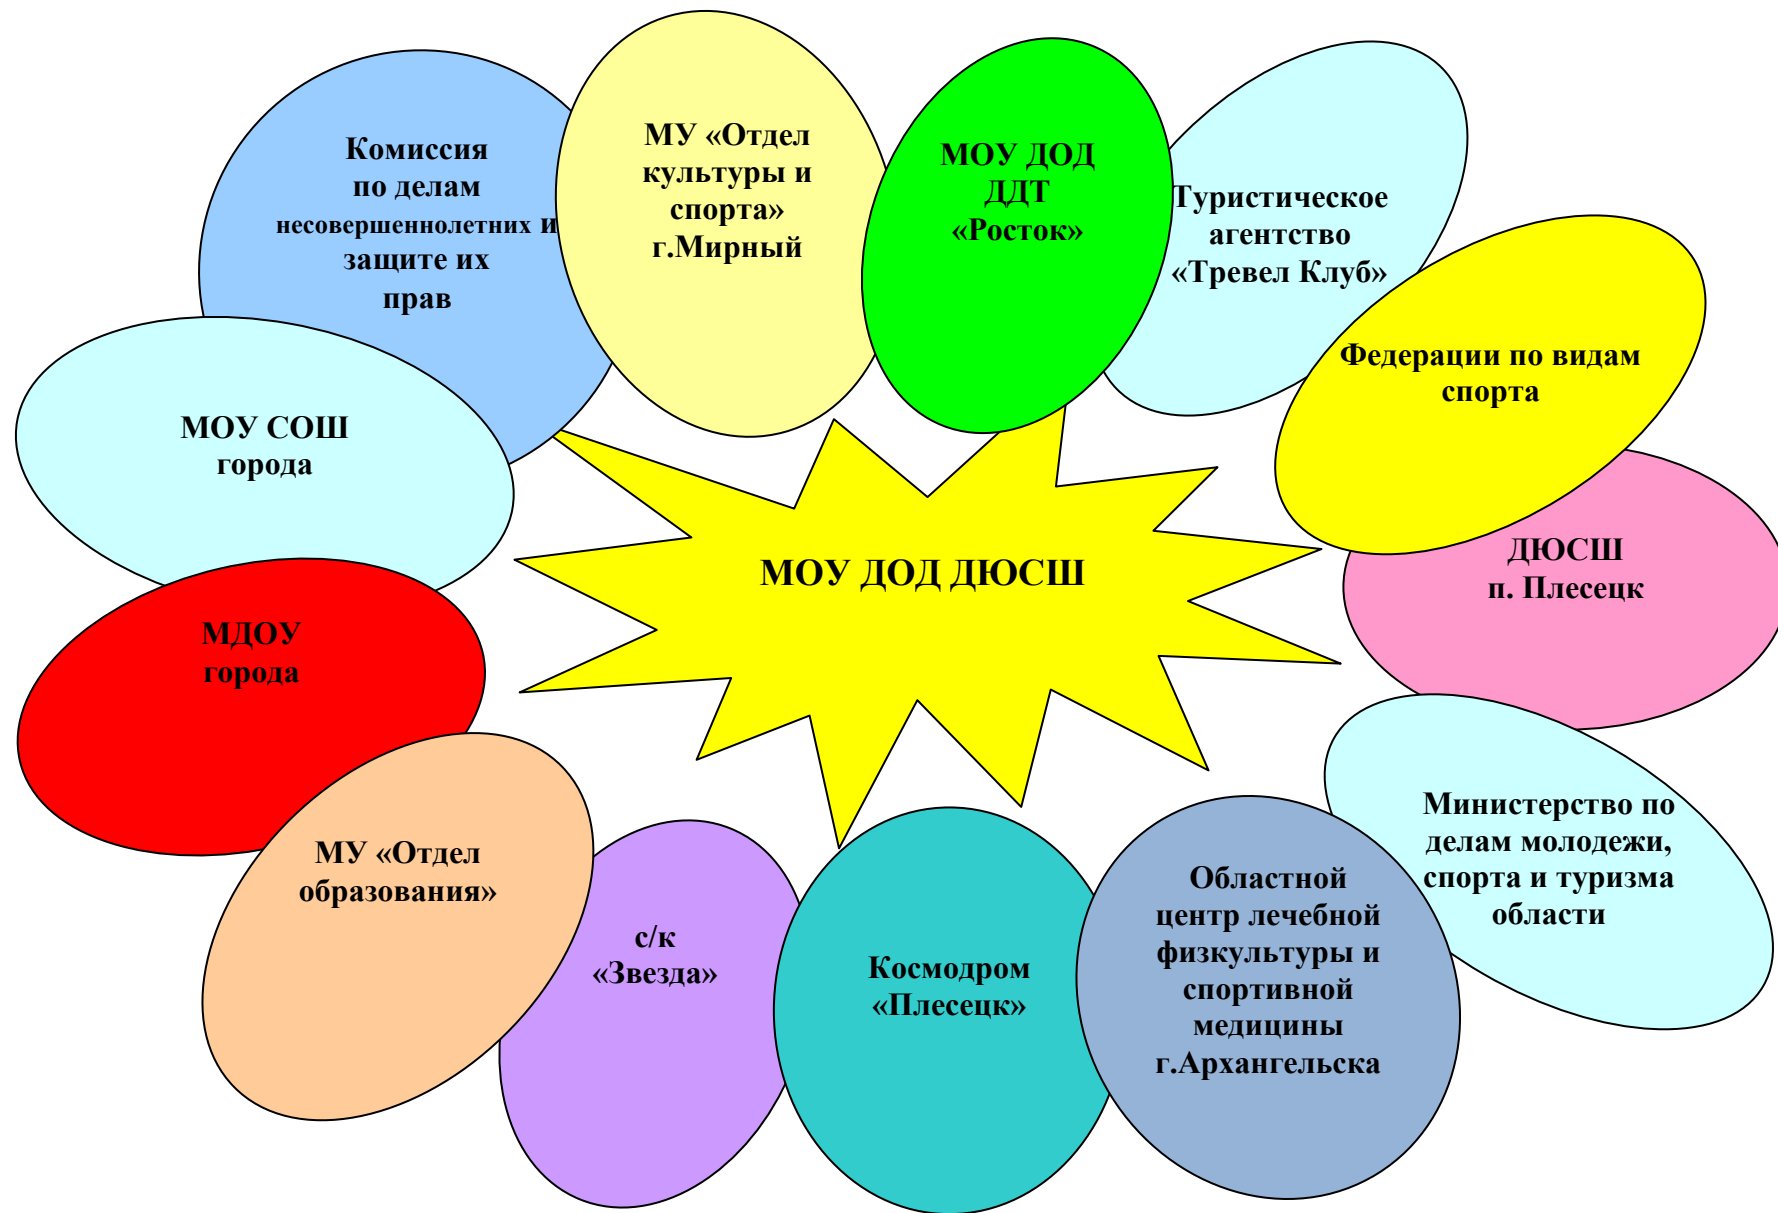 Комиссия
по делам
несовершеннолетних и
защите их
прав
МУ «Отдел
культуры и
спорта»
г.Мирный
МОУ ДОД
ДДТ
«Росток»
Туристическое
агентство
«Тревел Клуб»
Федерации по видам
спорта
МОУ СОШ
города
МОУ ДОД ДЮСШ
ДЮСШ
п. Плесецк
МДОУ
города
МУ «Отдел
образования»
с/к
«Звезда»
Космодром
«Плесецк»
Областной
центр лечебной
физкультуры и
спортивной
медицины
г.Архангельска
Министерство по
делам молодежи,
спорта и туризма
области